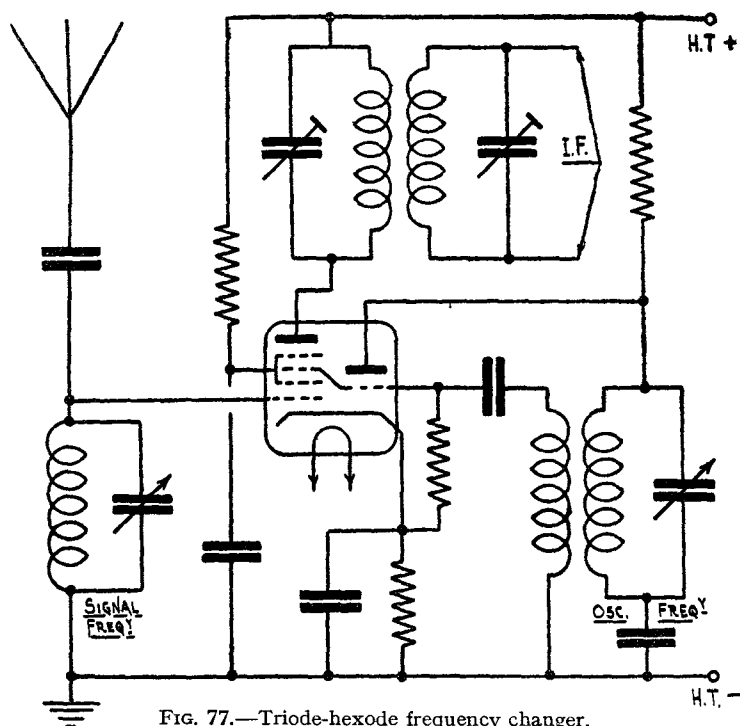 H.T +
I.F.
SIGNAL
FREQY
OSC. FREQY
H.T. -
FIG. 77.—Triode-hexode frequency changer.